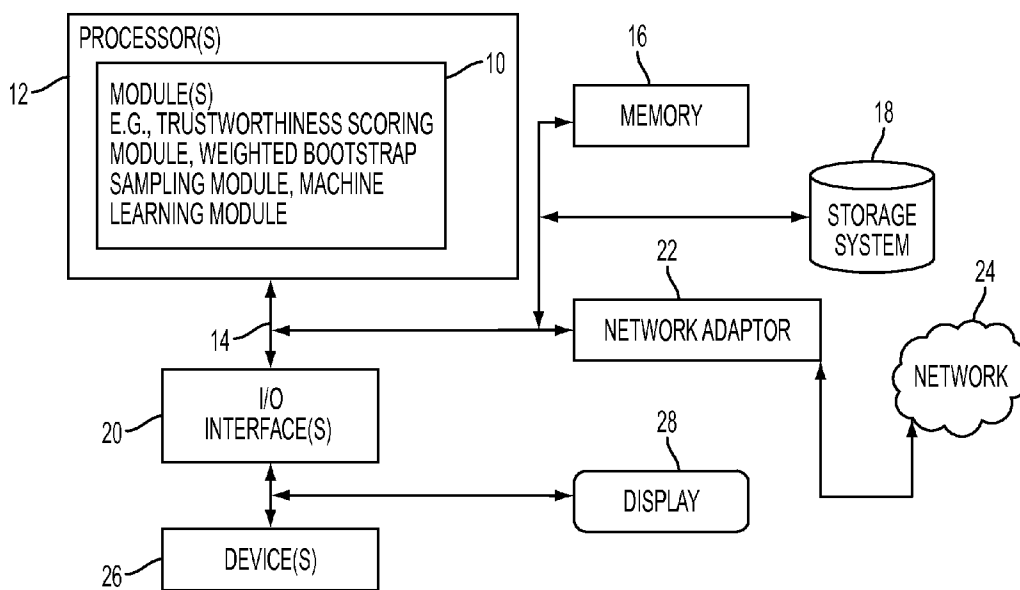 PROCESSOR(S)
12
10
MODULE(S)
E.G., TRUSTWORTHINESS SCORING
MODULE, WEIGHTED BOOTSTRAP
SAMPLING MODULE, MACHINE
LEARNING MODULE
16
MEMORY
18
STORAGE
SYSTEM
14
22
NETWORK ADAPTOR
24
NETWORK
20
I/O
INTERFACE(S)
28
DISPLAY
26
DEVICE(S)